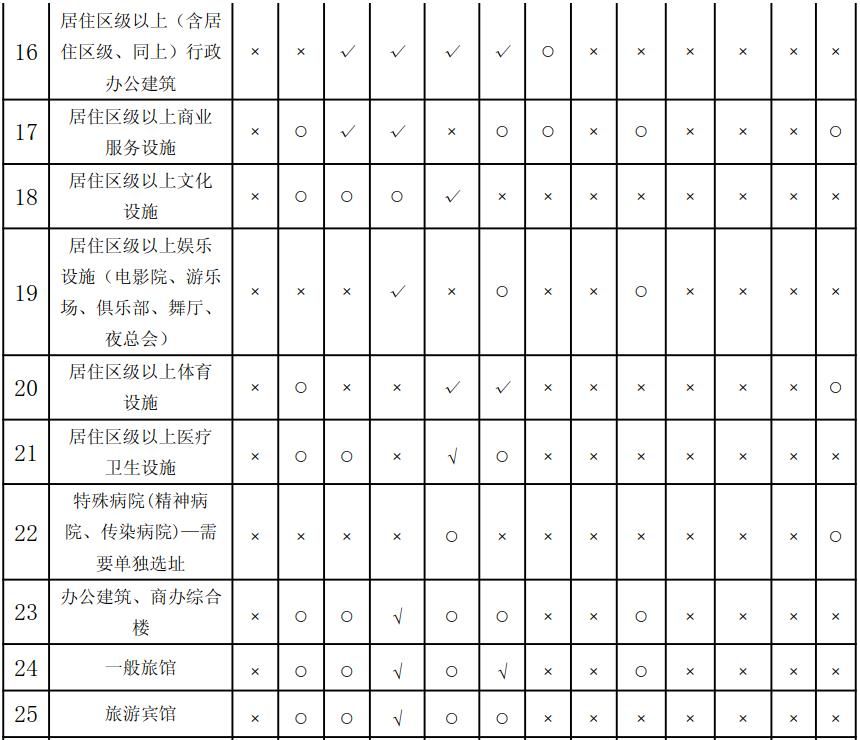 居住区级以上（含居
16 住区级、同上）行政 × × √ √ √ √ ○ × × × × × ×
办公建筑
居住区级以上商业
17 × ○ √ √ × ○ ○ × ○ × × × ○
服务设施
居住区级以上文化
18 × ○ ○ ○ √ × × × × × × × ×
设施
居住区级以上娱乐
设施（电影院、游乐
19 × × × √ × ○ × × ○ × × × ×
场、俱乐部、舞厅、
夜总会）
居住区级以上体育
20 × ○ × × √ √ × × × × × × ○
设施
居住区级以上医疗
21 × ○ ○ × √ ○ × × × × × × ×
卫生设施
特殊病院(精神病
22 院、传染病院)—需 × × × × ○ × × × × × × × ○
要单独选址
办公建筑、商办综合
23 × ○ ○ √ ○ ○ × × ○ × × × ×
楼
24 一般旅馆 × ○ ○ √ ○ √ × × ○ × × × ×
25 旅游宾馆 × ○ ○ √ ○ ○ × × × × × × ×